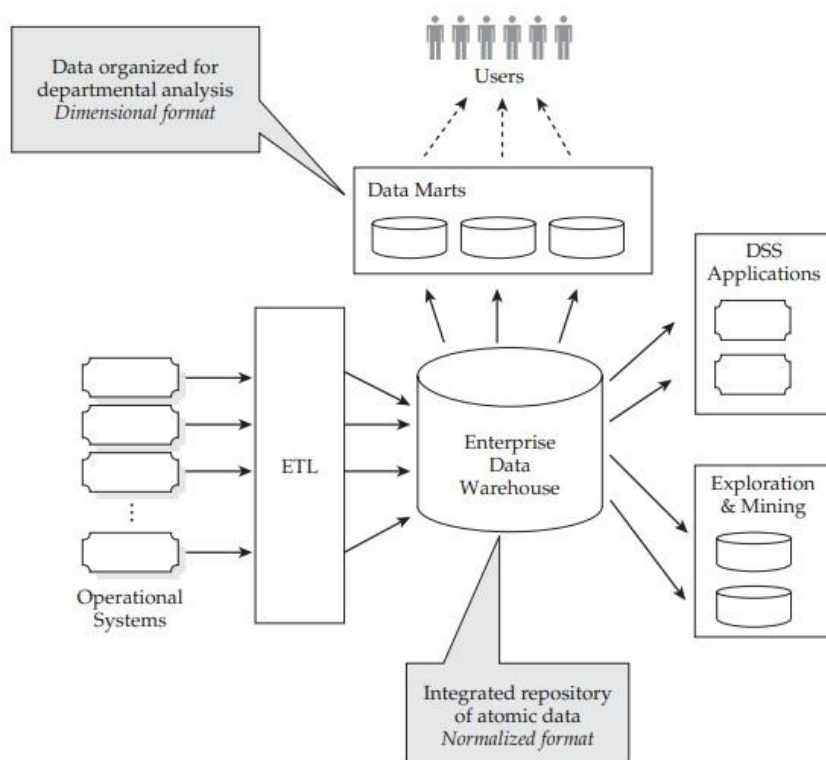 Users
Data organized for
departmental analysis
Dimensional format
Data Marts
DSS
Applications
ETL
Enterprise
Data
Warehouse
Exploration
& Mining
Operational
Systems
Integrated repository
of atomic data
Normalized format